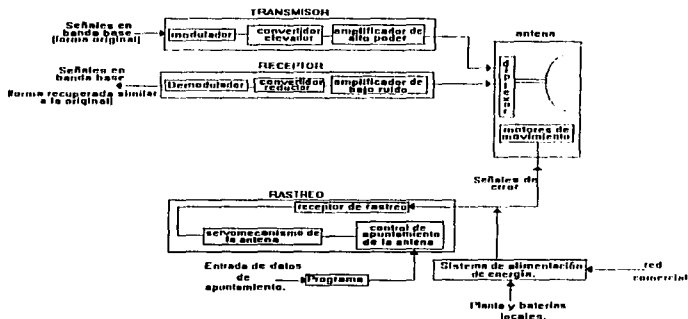 TRANSMISOR
Señales en
banda base
(forma original)
modulador
convertidor
elevador
amplificador de
alto poder
antena
RECEPTOR
Señales en
banda base
(forma recuperada similar
a la original)
Demodulador
convertidor
reductor
amplificador de
bajo ruido
diplexor
motores de
movimiento
Señales de
error
RASTREO
receptor de rastreo
servomecanismo de
la antena
control de
apuntamiento
de la antena
Entrada de datos
de
apuntamiento.
Programa
Sistema de alimentación
de energía.
red
comercial
Planta y baterías
locales.